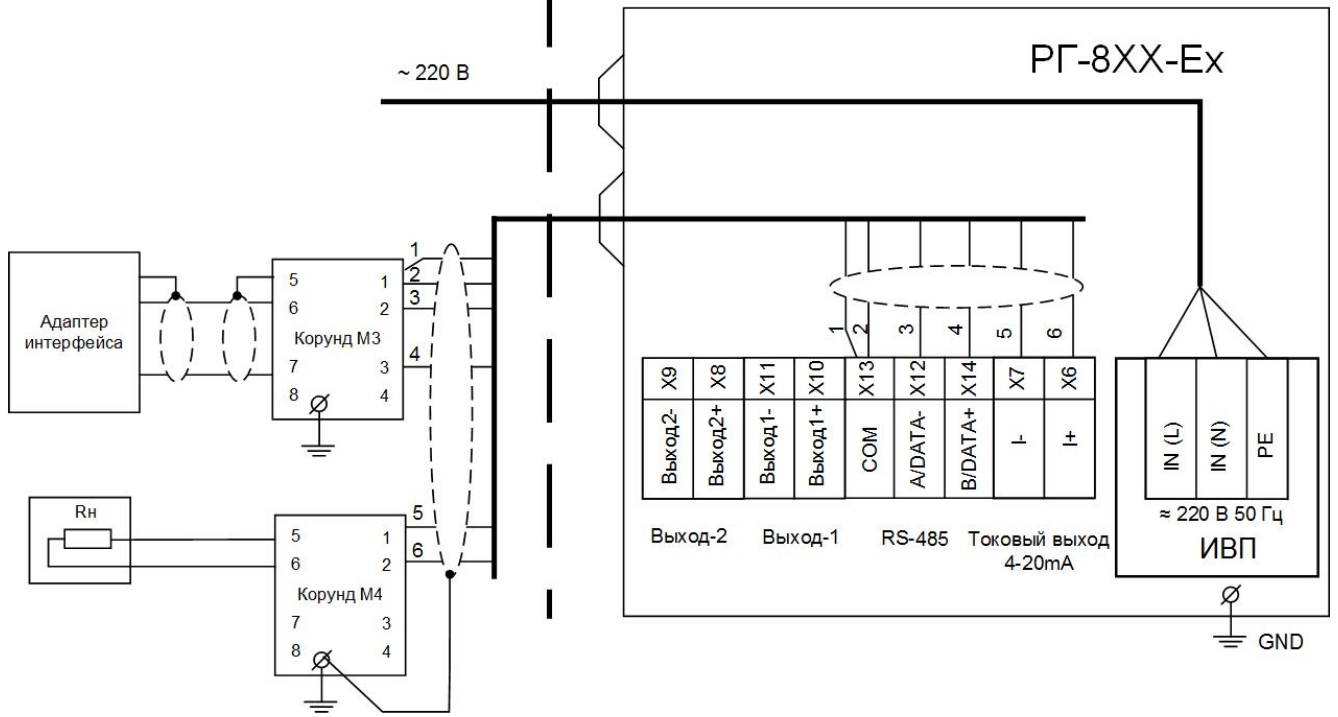 ~ 220 В
РГ-8XX-Ex
Адаптер
интерфейса
5
6
7
8
Корунд М3
1
2
3
4
1
2
3
4
Rн
5
6
7
8
Корунд М4
1
2
3
4
5
6
1
2
3
4
5
6
X9
X8
X11
X10
X13
X12
X14
X7
X6
Выход2-
Выход2+
Выход1-
Выход1+
COM
A/DATA-
B/DATA+
I-
I+
Выход-2
Выход-1
RS-485
Токовый выход
4-20mA
IN (L)
IN (N)
PE
≈ 220 В 50 Гц
ИВП
GND